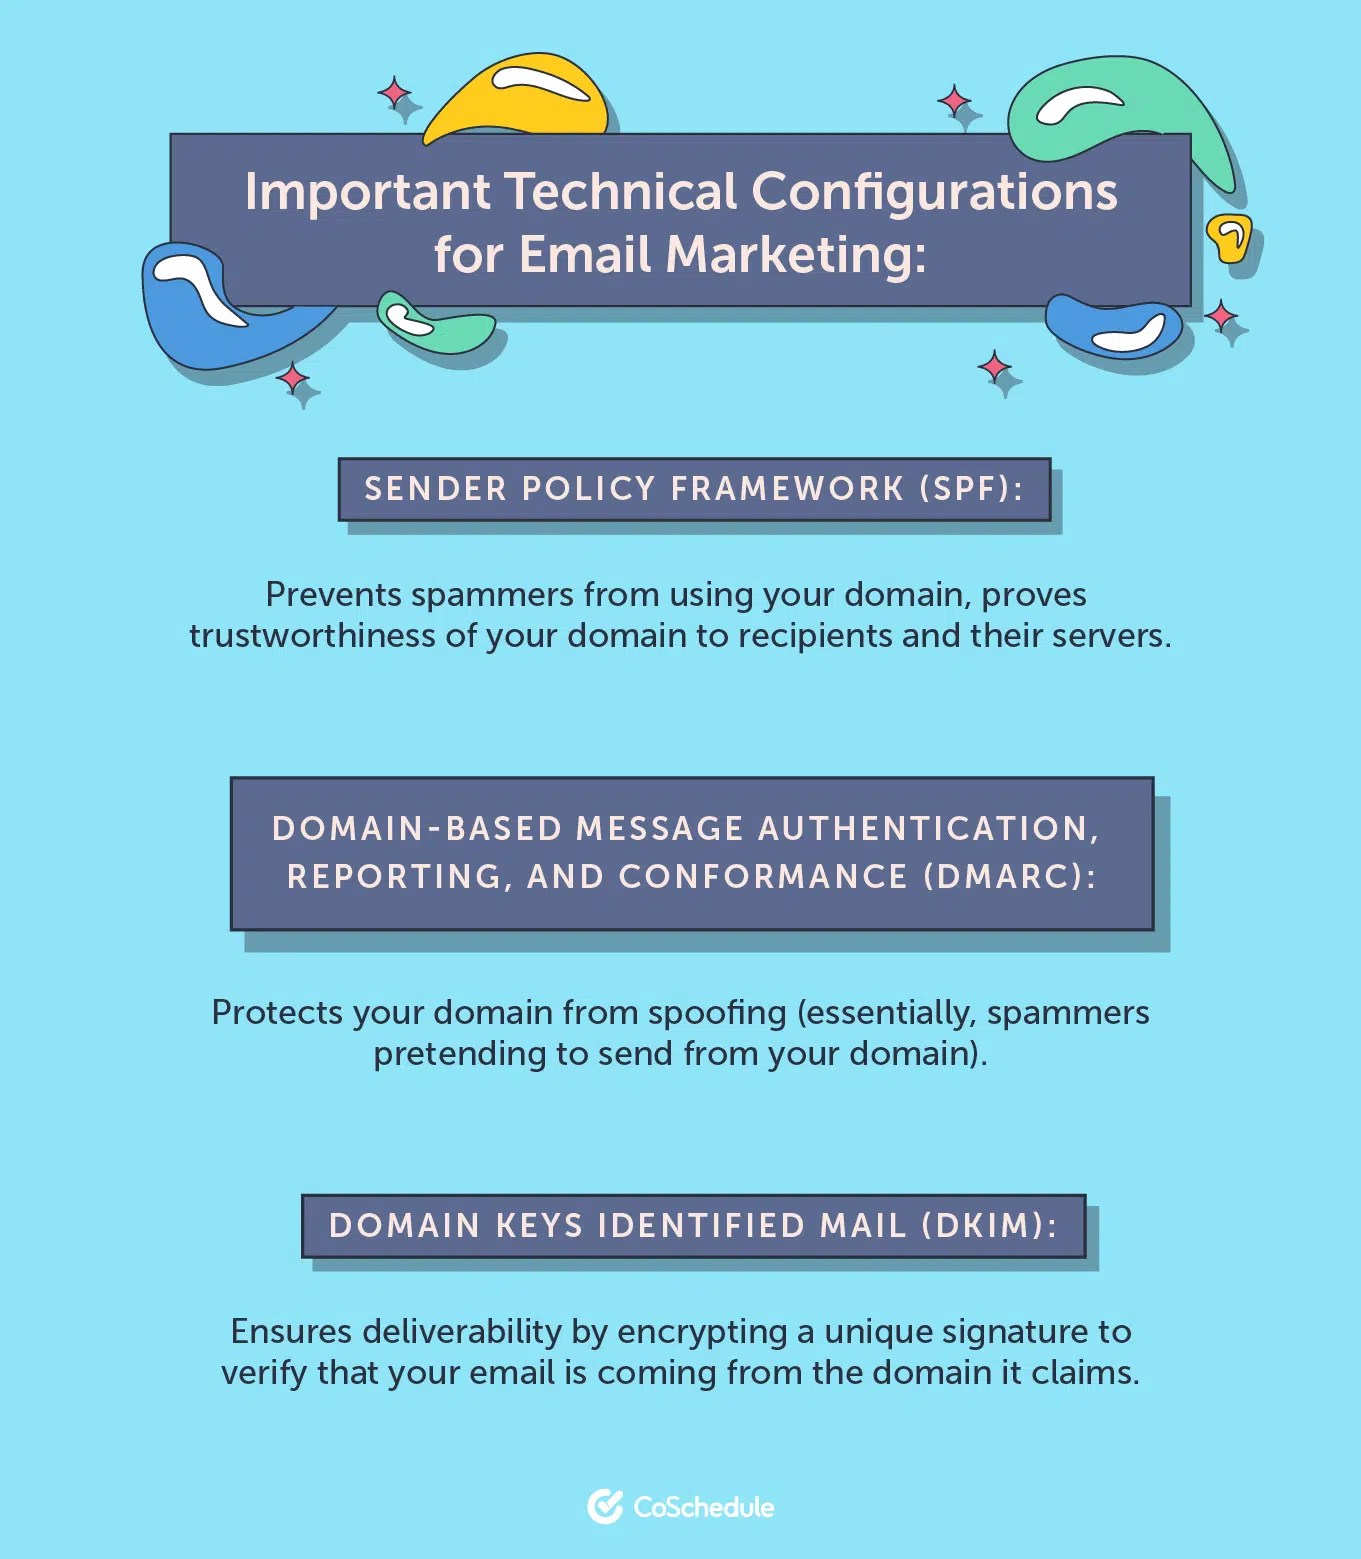 Important Technical Configurations
for Email Marketing:
SENDER POLICY FRAMEWORK (SPF):
Prevents spammers from using your domain, proves
trustworthiness of your domain to recipients and their servers.
DOMAIN-BASED MESSAGE AUTHENTICATION,
REPORTING, AND CONFORMANCE (DMARC):
Protects your domain from spoofing (essentially, spammers
pretending to send from your domain).
DOMAIN KEYS IDENTIFIED MAIL (DKIM):
Ensures deliverability by encrypting a unique signature to
verify that your email is coming from the domain it claims.
CoSchedule